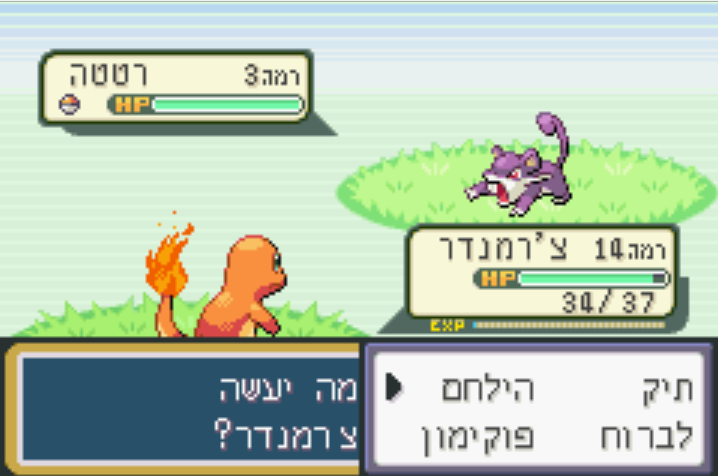 רטטה רמה3
HP
צ'רמנדר רמה14
HP
34/37
EXP
מה יעשה
צ רמנדר?
הילחם תיק
פוקימון לברוח